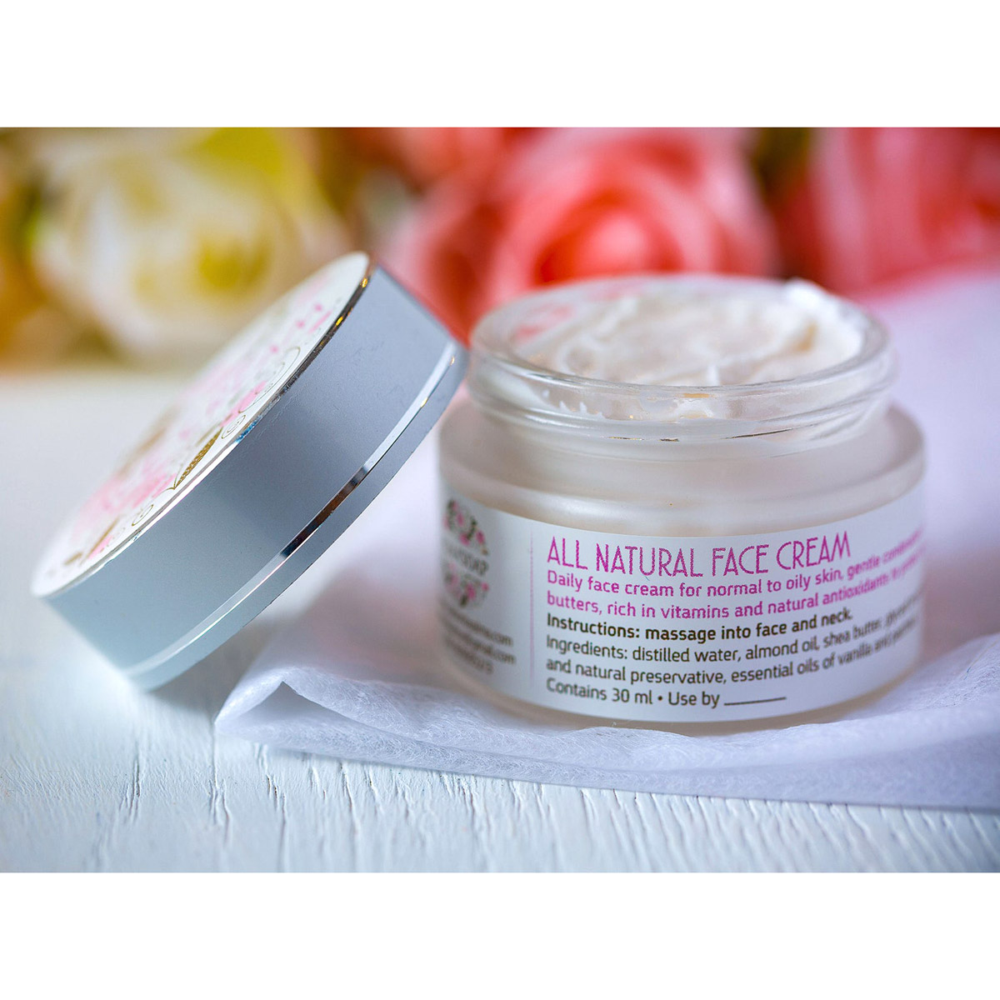 ALL NATURAL FACE CREAM
Daily face cream for normal to oily skin, gentle
butters, rich in vitamins and natural antioxidants
Instructions: massage into face and neck.
Ingredients: distilled water, almond oil, shea butter,
and natural preservative, essential oils of vanilla and
Contains 30 ml • Use by